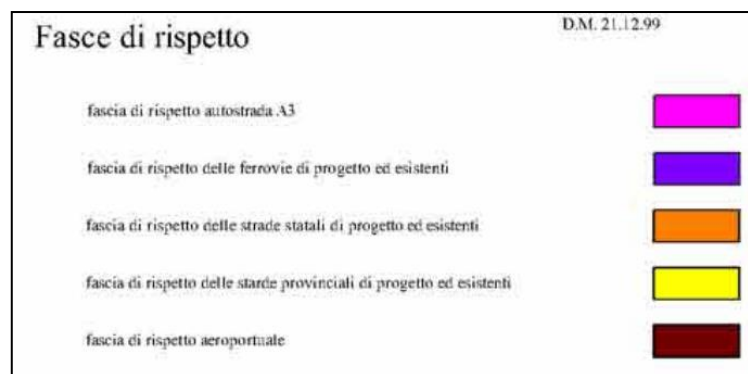 Fasce di rispetto
D.M. 21.12.99
fascia di rispetto autostrada A3
fascia di rispetto delle ferrovie di progetto ed esistenti
fascia di rispetto delle strade statali di progetto ed esistenti
fascia di rispetto delle starde provinciali di progetto ed esistenti
fascia di rispetto aeroportuale